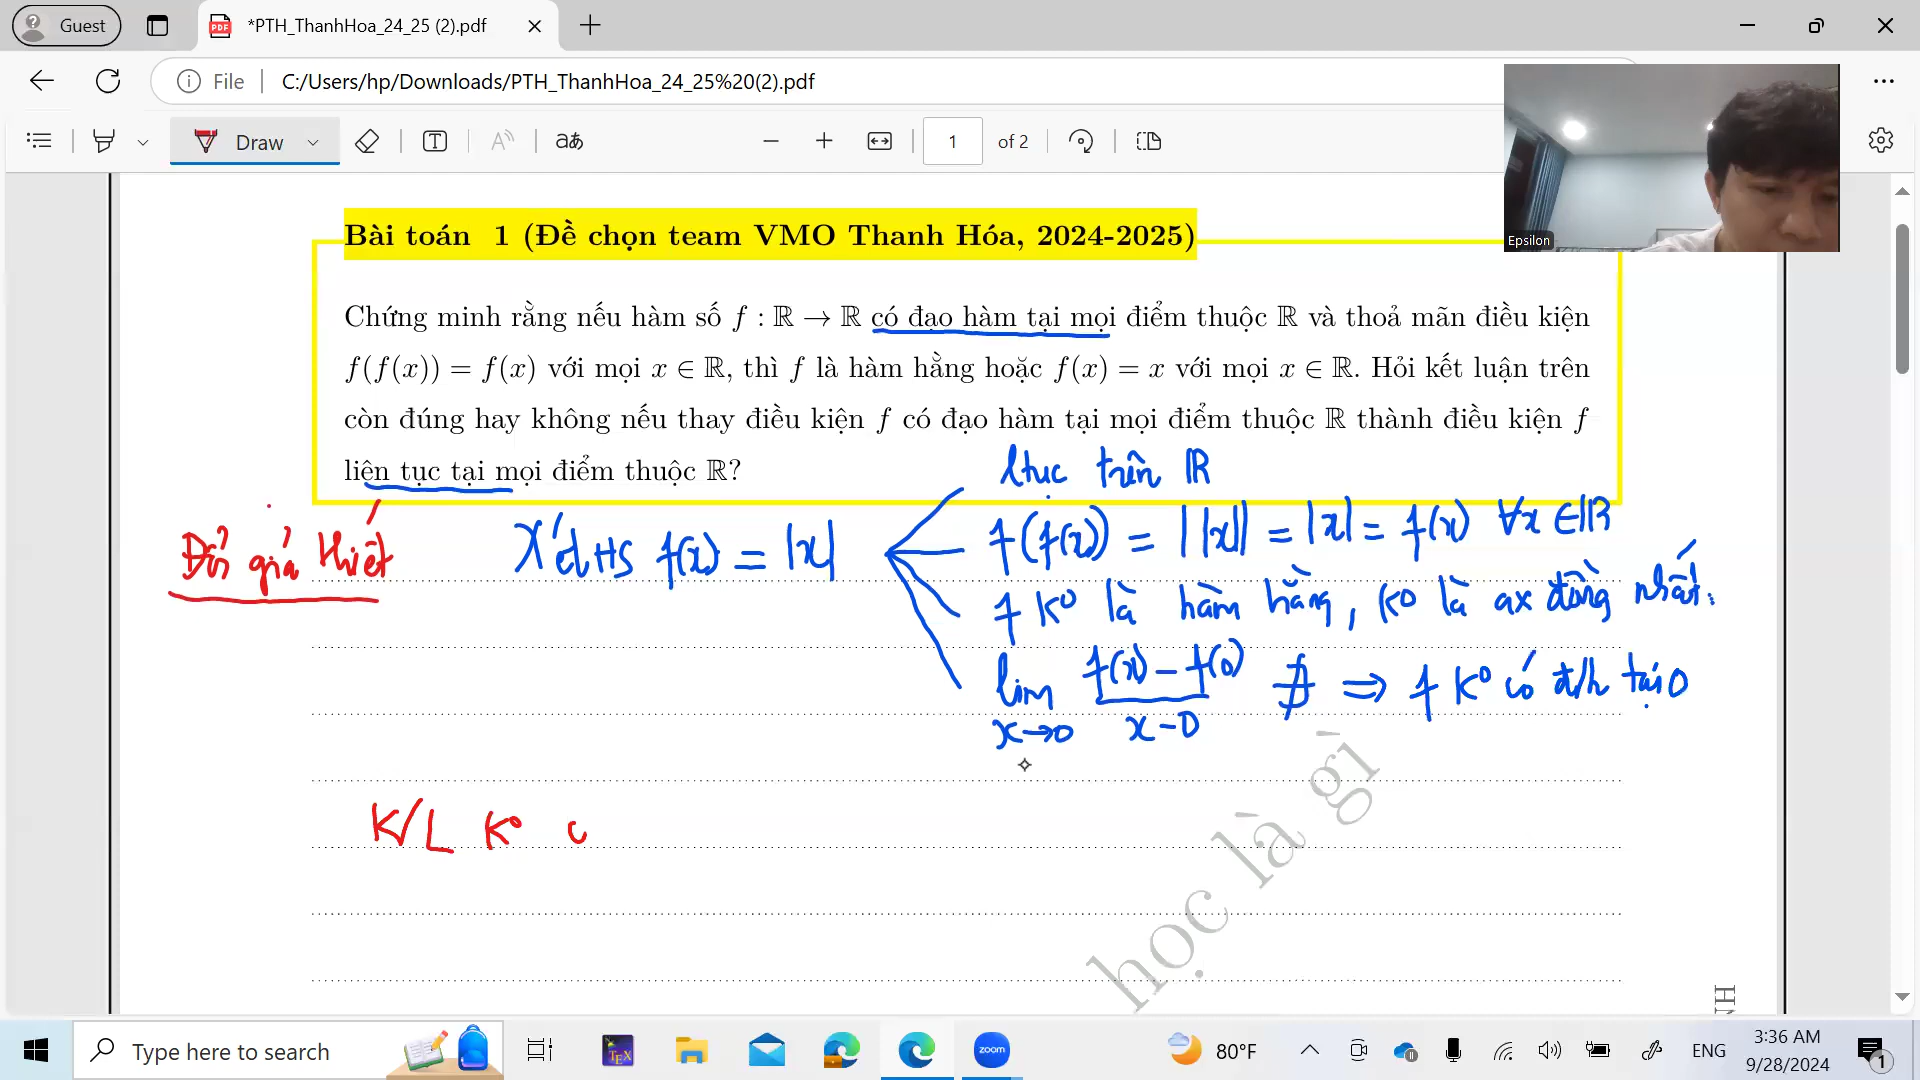 Guest
*PTH_ThanhHoa_24_25 (2).pdf
File C:/Users/hp/Downloads/PTH_ThanhHoa_24_25%20(2).pdf
Draw
1 of 2
Epsilon
Bài toán 1 (Đề chọn team VMO Thanh Hóa, 2024-2025)
Chứng minh rằng nếu hàm số f : ℝ → ℝ có đạo hàm tại mọi điểm thuộc ℝ và thoả mãn điều kiện
f(f(x)) = f(x) với mọi x ∈ ℝ, thì f là hàm hằng hoặc f(x) = x với mọi x ∈ ℝ. Hỏi kết luận trên
còn đúng hay không nếu thay điều kiện f có đạo hàm tại mọi điểm thuộc ℝ thành điều kiện f
liên tục tại mọi điểm thuộc ℝ?
ltục trên ℝ
Đổi giả thiết
Xét HS f(x) = |x|
f(f(x)) = ||x|| = |x| = f(x) ∀x ∈ ℝ
f K⁰ là hàm hằng, K⁰ là ax đồng nhất.
lim x→0 f(x) – f(0) / x – 0 ∄ ⇒ f K⁰ có đ/h tại 0
K/L K⁰ c
học là gì
H
Type here to search
TEX
zoom
80°F
ENG
3:36 AM
9/28/2024
1